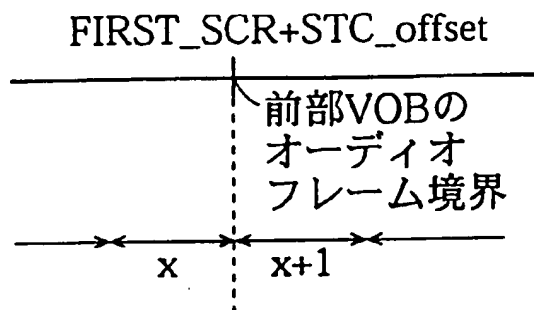 FIRST_SCR+STC_offset
前部VOBの
オーディオ
フレーム境界
x
x+1